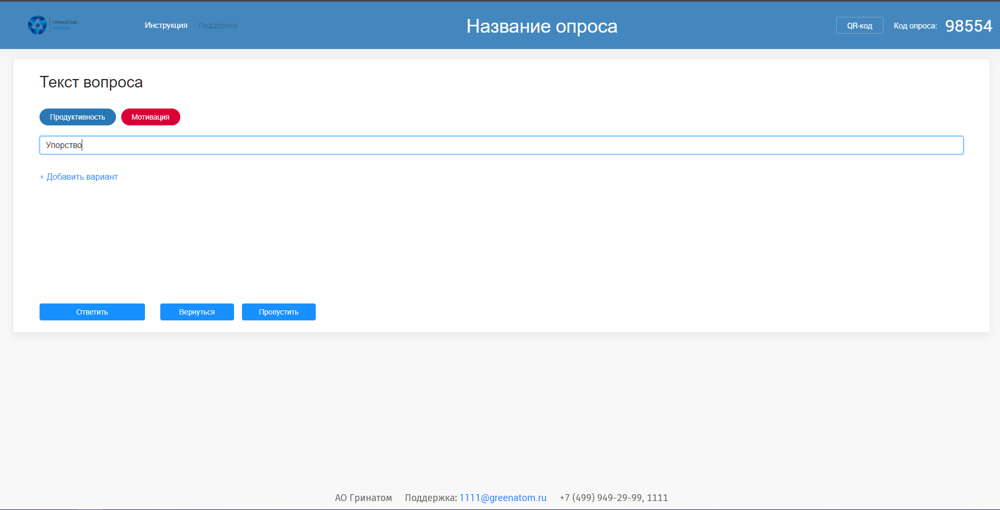 ГРИНАТОМ
РОСАТОМ
Инструкция Поддержка
Название опроса
QR-код Код опроса: 98554
Текст вопроса
Продуктивность Мотивация
Упорство
+ Добавить вариант
Ответить Вернуться Пропустить
АО Гринатом Поддержка: 1111@greenatom.ru +7 (499) 949-29-99, 1111